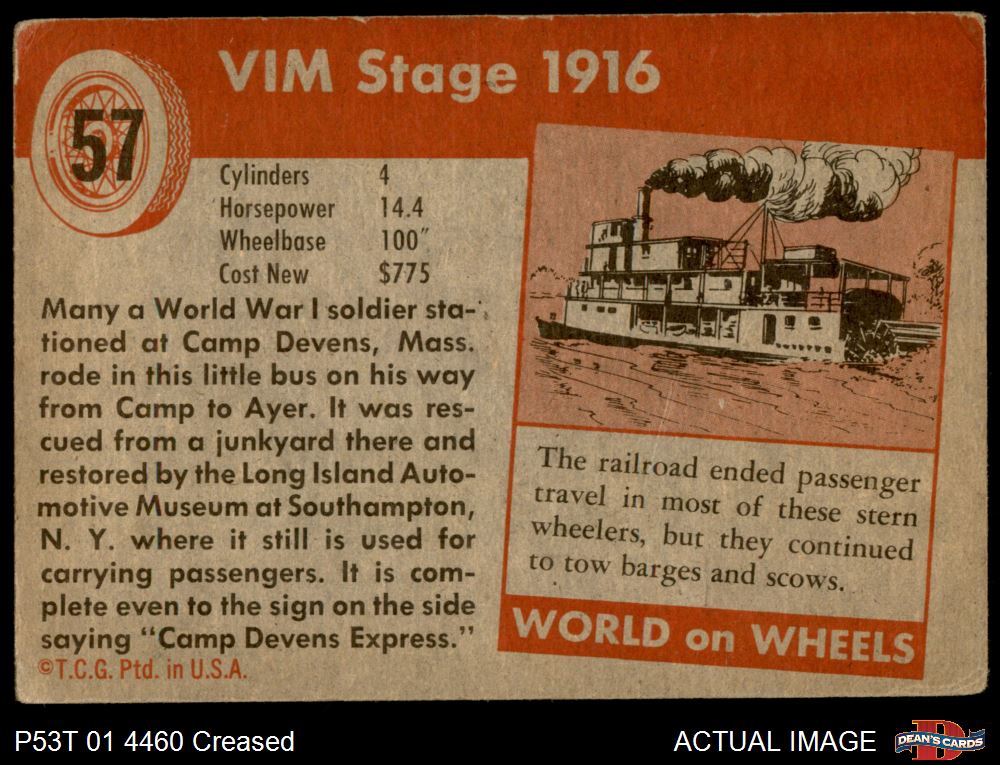 VIM Stage 1916
57
Cylinders 4
Horsepower 14.4
Wheelbase 100"
Cost New $775
Many a World War I soldier sta-
tioned at Camp Devens, Mass.
rode in this little bus on his way
from Camp to Ayer. It was res-
cued from a junkyard there and
restored by the Long Island Auto-
motive Museum at Southampton,
N. Y. where it still is used for
carrying passengers. It is com-
plete even to the sign on the side
saying "Camp Devens Express."
©T.C.G. Ptd. in U.S.A.
The railroad ended passenger
travel in most of these stern
wheelers, but they continued
to tow barges and scows.
WORLD on WHEELS
P53T 01 4460 Creased
ACTUAL IMAGE
D
DEAN'S CARDS